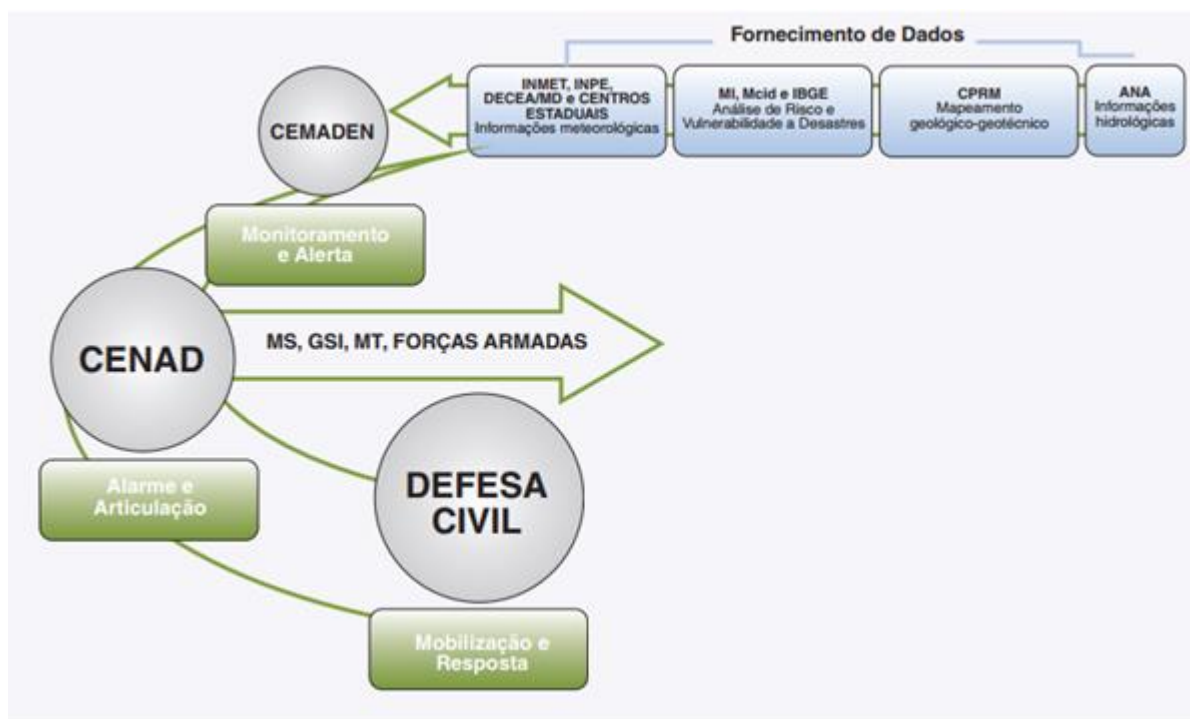 Fornecimento de Dados
INMET, INPE,
DECEA/MD e CENTROS
ESTADUAIS
Informações meteorológicas
MI, Mcid e IBGE
Análise de Risco e
Vulnerabilidade a Desastres
CPRM
Mapeamento
geológico-geotécnico
ANA
Informações
hidrológicas
CEMADEN
Monitoramento
e Alerta
CENAD
MS, GSI, MT, FORÇAS ARMADAS
Alarme e
Articulação
DEFESA
CIVIL
Mobilização e
Resposta